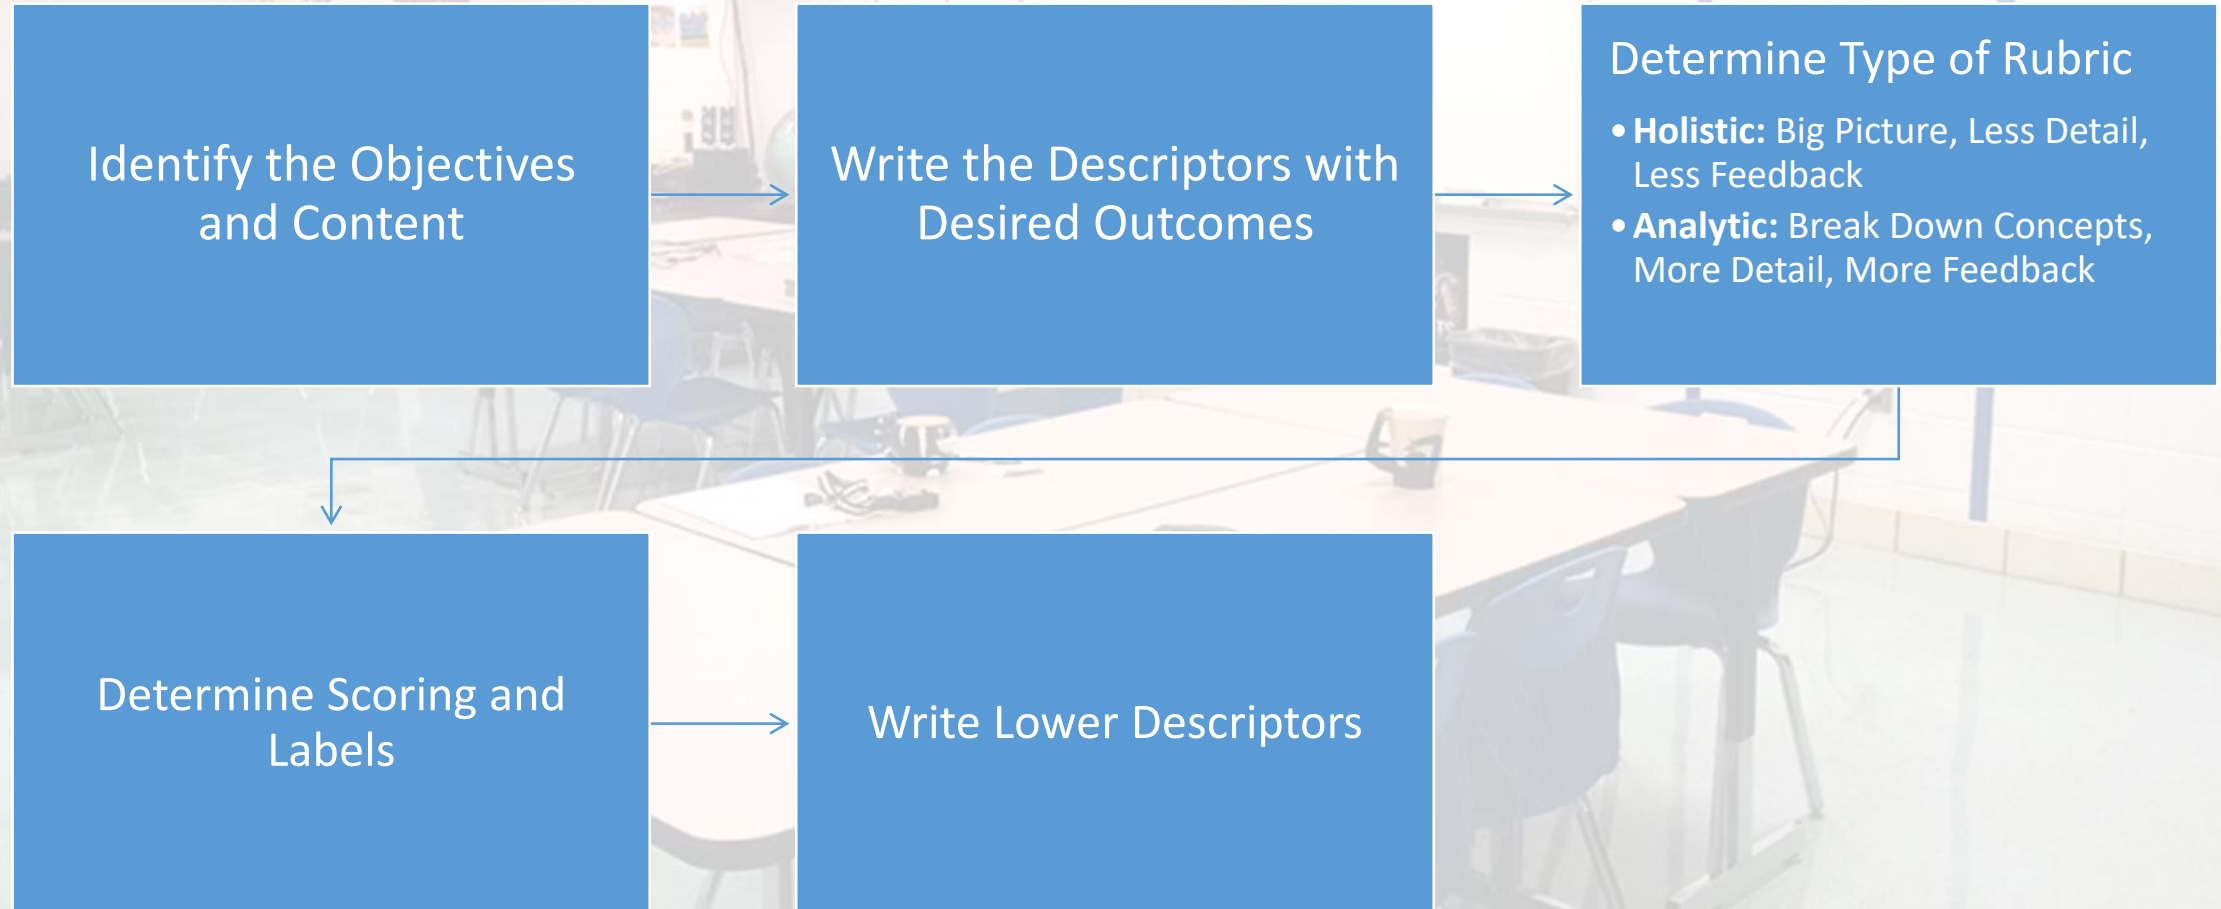 Identify the Objectives
and Content
Write the Descriptors with
Desired Outcomes
Determine Type of Rubric
• Holistic: Big Picture, Less Detail,
Less Feedback
• Analytic: Break Down Concepts,
More Detail, More Feedback
Determine Scoring and
Labels
Write Lower Descriptors